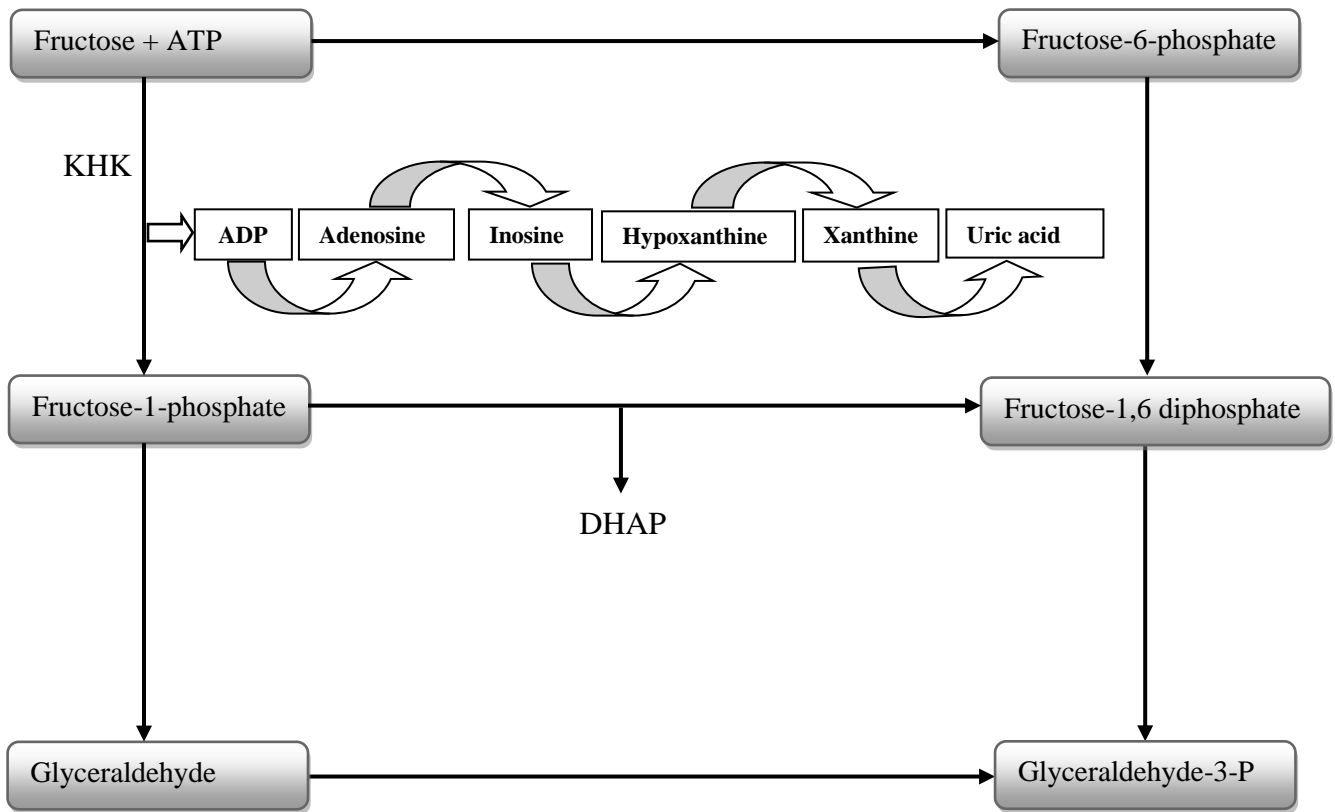 Fructose + ATP
Fructose-6-phosphate
KHK
ADP
Adenosine
Inosine
Hypoxanthine
Xanthine
Uric acid
Fructose-1-phosphate
Fructose-1,6 diphosphate
DHAP
Glyceraldehyde
Glyceraldehyde-3-P